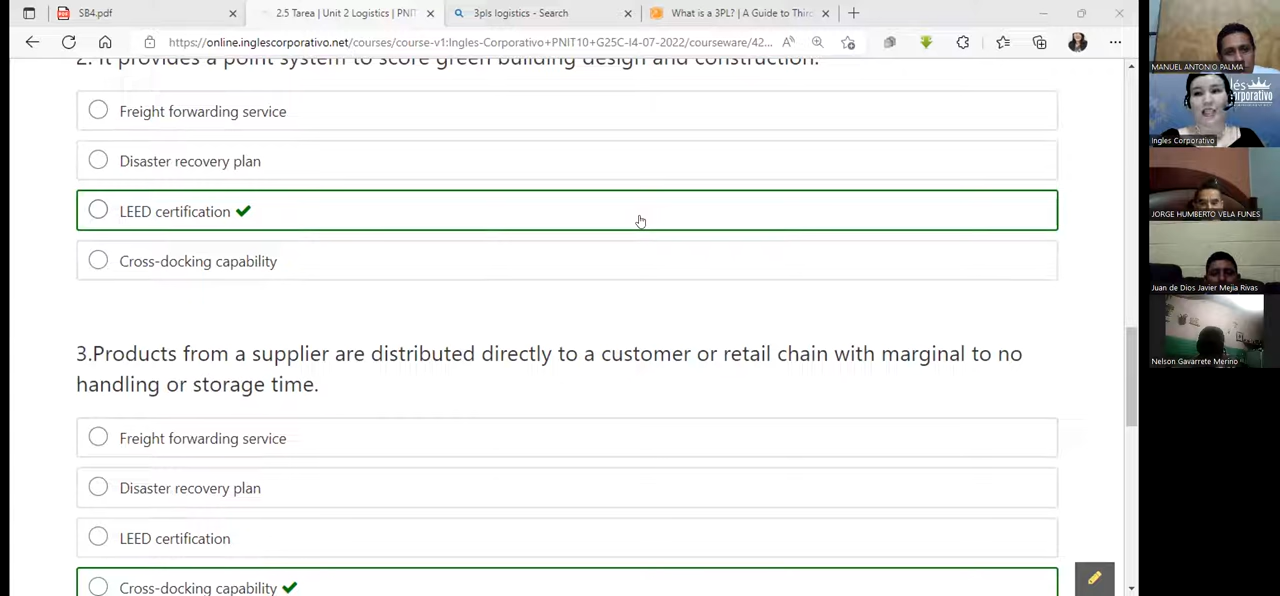 SB4.pdf
2.5 Tarea | Unit 2 Logistics | PNIT
3pls logistics - Search
What is a 3PL? | A Guide to Thir
https://online.inglescorporativo.net/courses/course-v1:Ingles-Corporativo+PNIT10+G25C-I4-07-2022/courseware/42...
2. It provides a point system to score green building design and construction.
Freight forwarding service
Disaster recovery plan
LEED certification
Cross-docking capability
3.Products from a supplier are distributed directly to a customer or retail chain with marginal to no
handling or storage time.
Freight forwarding service
Disaster recovery plan
LEED certification
Cross-docking capability
MANUEL ANTONIO PALMA
lés
Corporativo
Ingles Corporativo
JORGE HUMBERTO VELA FUNES
Juan de Dios Javier Mejia Rivas
Nelson Gavarrete Merino